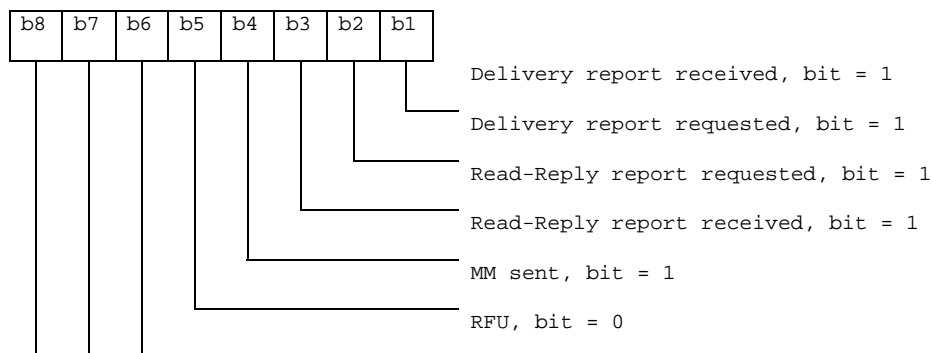 b8 b7 b6 b5 b4 b3 b2 b1
Delivery report received, bit = 1
Delivery report requested, bit = 1
Read-Reply report requested, bit = 1
Read-Reply report received, bit = 1
MM sent, bit = 1
RFU, bit = 0